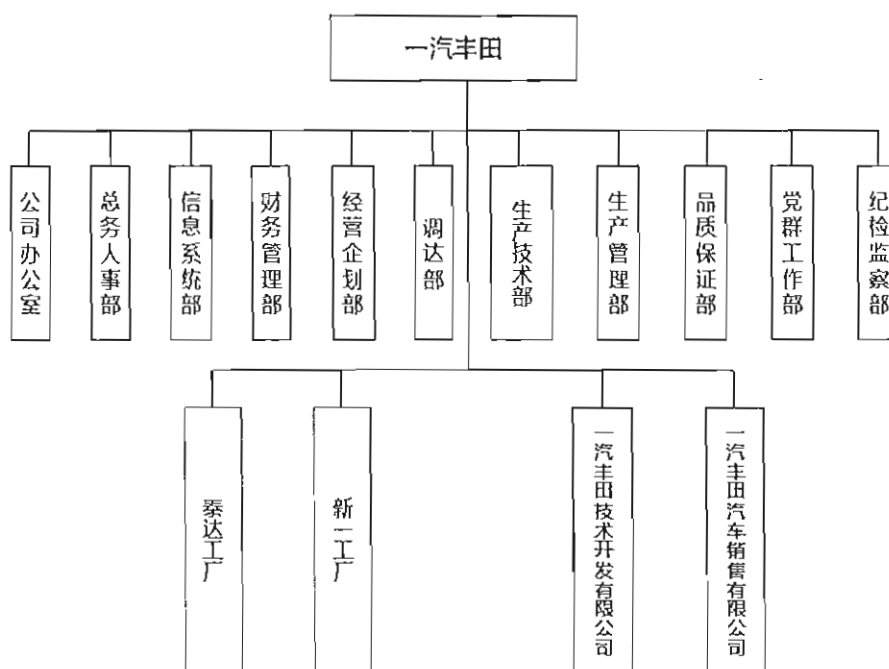 一汽丰田
公司办公室
总务人事部
信息系统部
财务管理部
经营企划部
调达部
生产技术部
生产管理部
品质保证部
党群工作部
纪检监察部
泰达工厂
新一工厂
一汽丰田技术开发有限公司
一汽丰田汽车销售有限公司